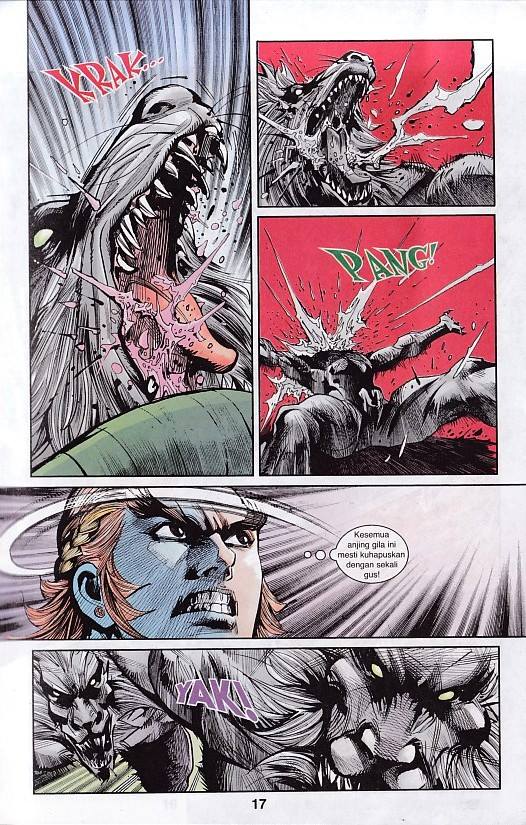 KRAK...
PANG!
Kesemua
anjing gila ini
mesti kuhapuskan
dengan sekali
gus!
YAK!
17